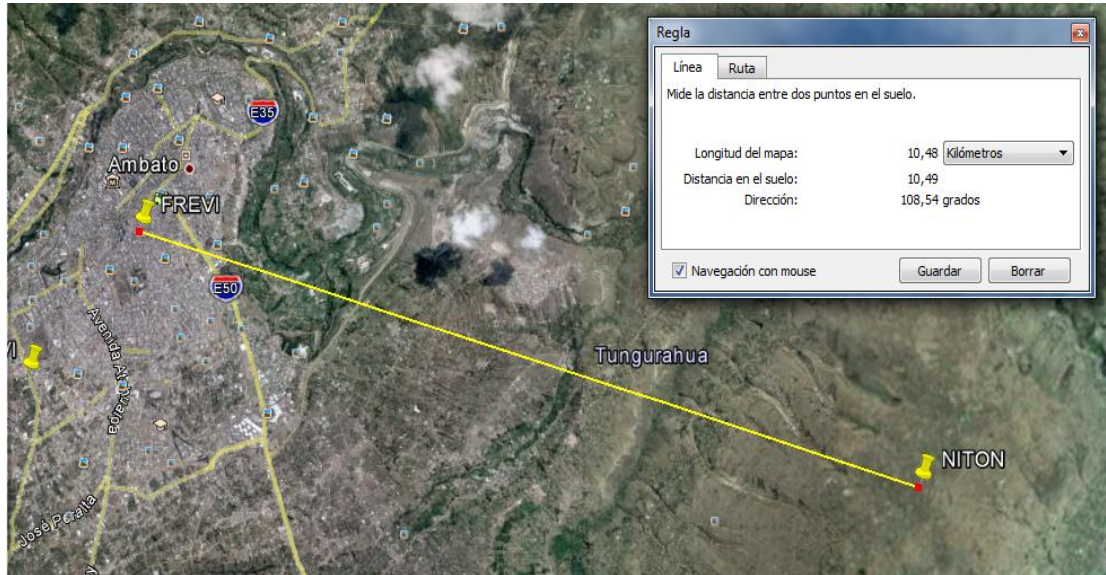 Regla
Línea
Ruta
Mide la distancia entre dos puntos en el suelo.
Longitud del mapa: 10,48 Kilómetros
Distancia en el suelo: 10,49
Dirección: 108,54 grados
Navegación con mouse
Guardar
Borrar
E35
Ambato
FREVI
E50
Tungurahua
NITON
José Peralta